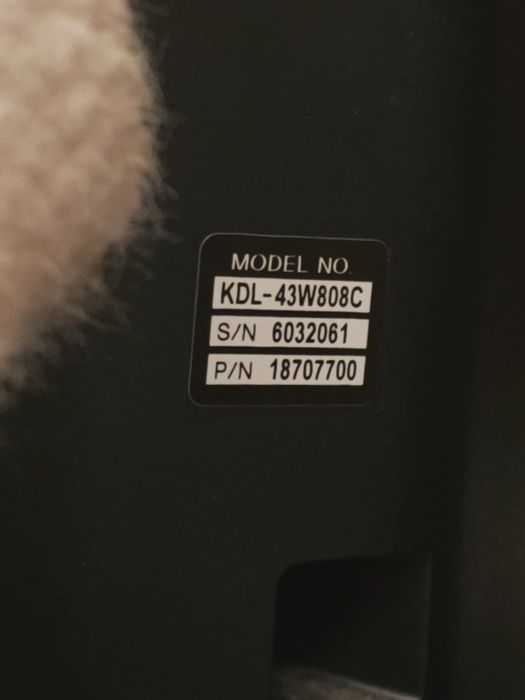 MODEL NO.
KDL-43W808C
S/N 6032061
P/N 18707700